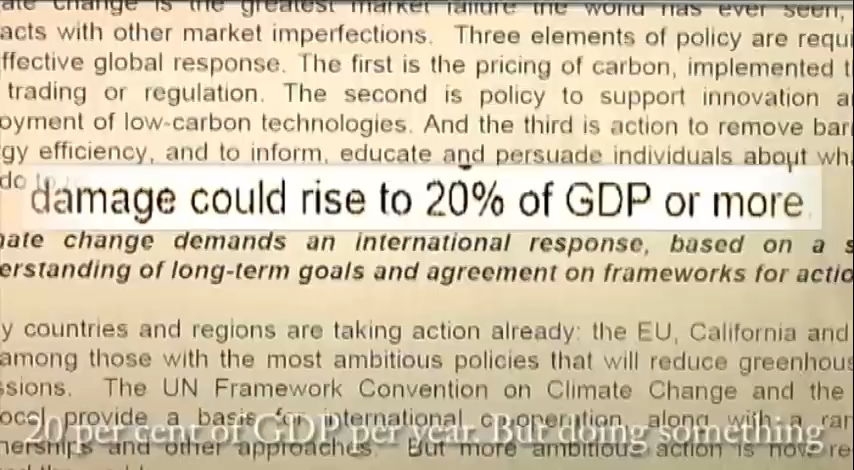 ate change is the greatest market failure the world has ever seen,
acts with other market imperfections. Three elements of policy are requi
ffective global response. The first is the pricing of carbon, implemented t
trading or regulation. The second is policy to support innovation a
oyment of low-carbon technologies. And the third is action to remove bar
gy efficiency, and to inform, educate and persuade individuals about wha
do to
damage could rise to 20% of GDP or more.
ate change demands an international response, based on a s
erstanding of long-term goals and agreement on frameworks for actio
y countries and regions are taking action already: the EU, California and
among those with the most ambitious policies that will reduce greenhous
ssions. The UN Framework Convention on Climate Change and the
ocol provide a basis for international cooperation, along with a ran
20 per cent of GDP per year. But doing something
nerships and other approaches. But more ambitious action is now re